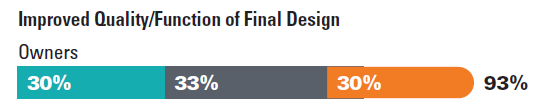 Improved Quality/Function of Final Design
Owners
30% 33% 30% 93%